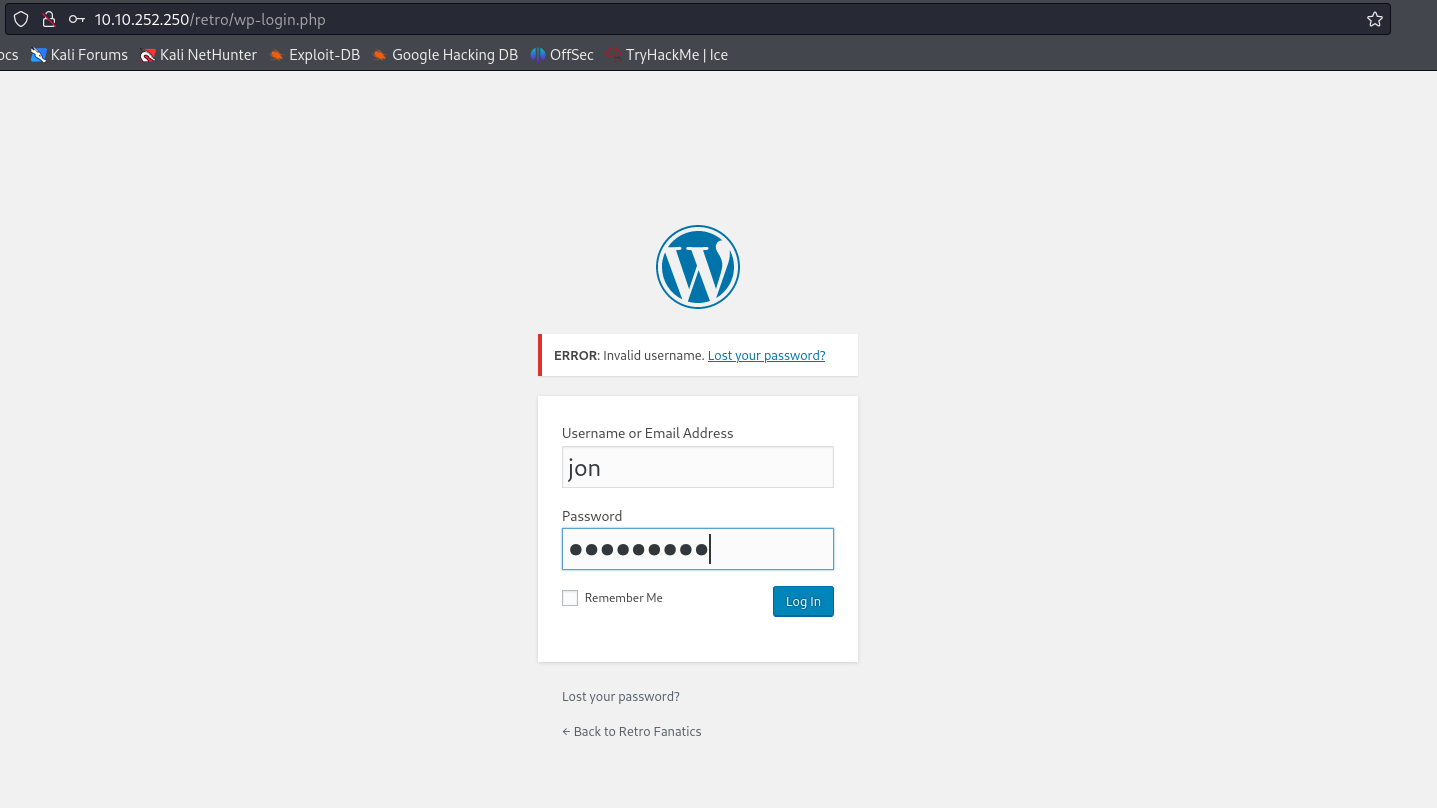 10.10.252.250/retro/wp-login.php
ocs Kali Forums Kali NetHunter Exploit-DB Google Hacking DB OffSec TryHackMe | Ice
ERROR: Invalid username. Lost your password?
Username or Email Address
jon
Password
●●●●●●●●●
Remember Me Log In
Lost your password?
← Back to Retro Fanatics